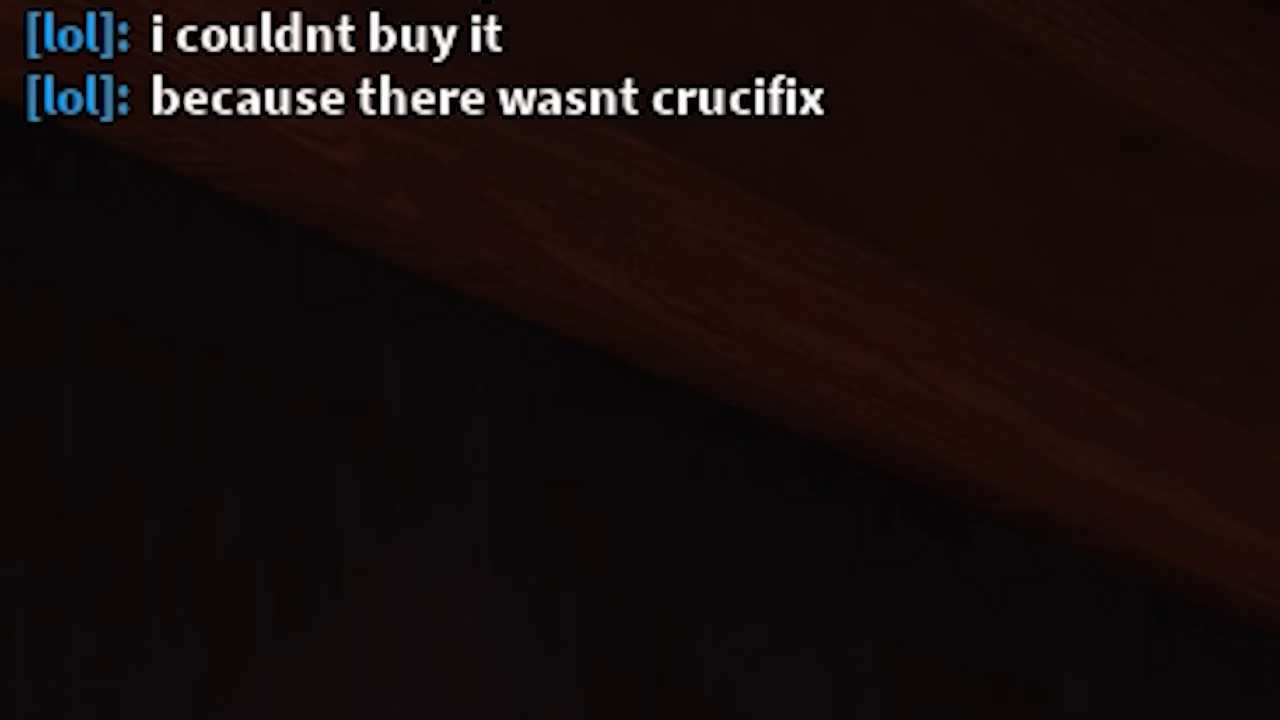 [lol]: i couldnt buy it
[lol]: because there wasnt crucifix